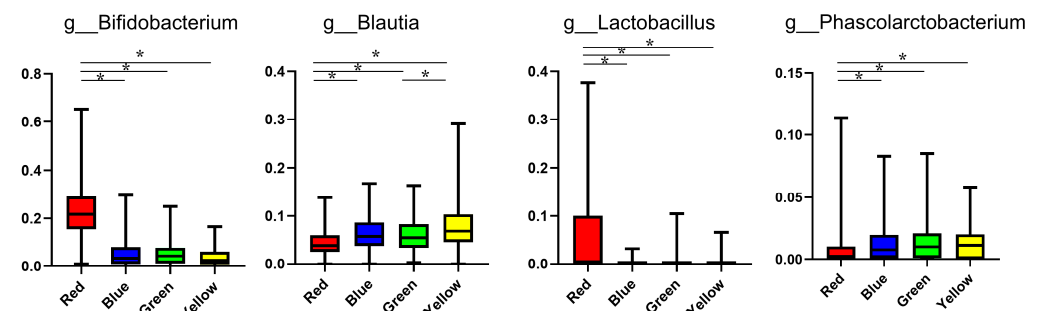 g__Bifidobacterium
*
*
*
0.8
0.6
0.4
0.2
0.0
Red
Blue
Green
Yellow
g__Blautia
*
*
*
*
0.4
0.3
0.2
0.1
0.0
Red
Blue
Green
Yellow
g__Lactobacillus
*
*
*
0.4
0.3
0.2
0.1
0.0
Red
Blue
Green
Yellow
g__Phascolarctobacterium
*
*
*
0.15
0.10
0.05
0.00
Red
Blue
Green
Yellow